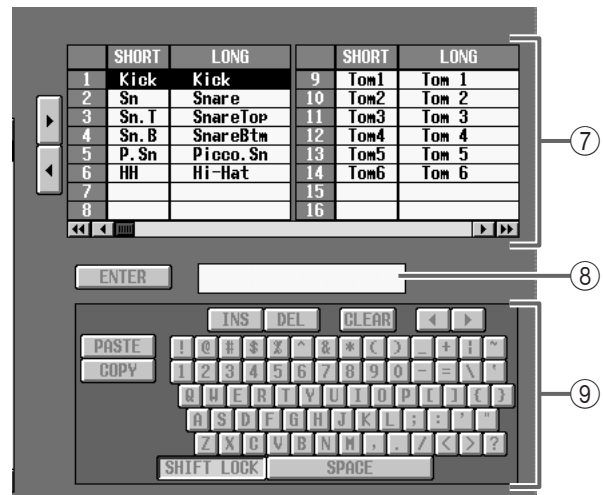 SHORT LONG SHORT LONG
1 Kick Kick 9 Tom1 Tom 1
2 Sn Snare 10 Tom2 Tom 2
3 Sn.T SnareTop 11 Tom3 Tom 3
4 Sn.B SnareBtm 12 Tom4 Tom 4
5 P.Sn Picco.Sn 13 Tom5 Tom 5
6 HH Hi-Hat 14 Tom6 Tom 6
7 15
8 16
⑦
ENTER
⑧
INS DEL CLEAR
PASTE ! @ # $ % ^ & * ( ) _ + ¦ ~
COPY 1 2 3 4 5 6 7 8 9 0 - = \ `
Q W E R T Y U I O P [ ] { }
A S D F G H J K L ; : ' "
Z X C V B N M , . / < > ?
SHIFT LOCK SPACE
⑨